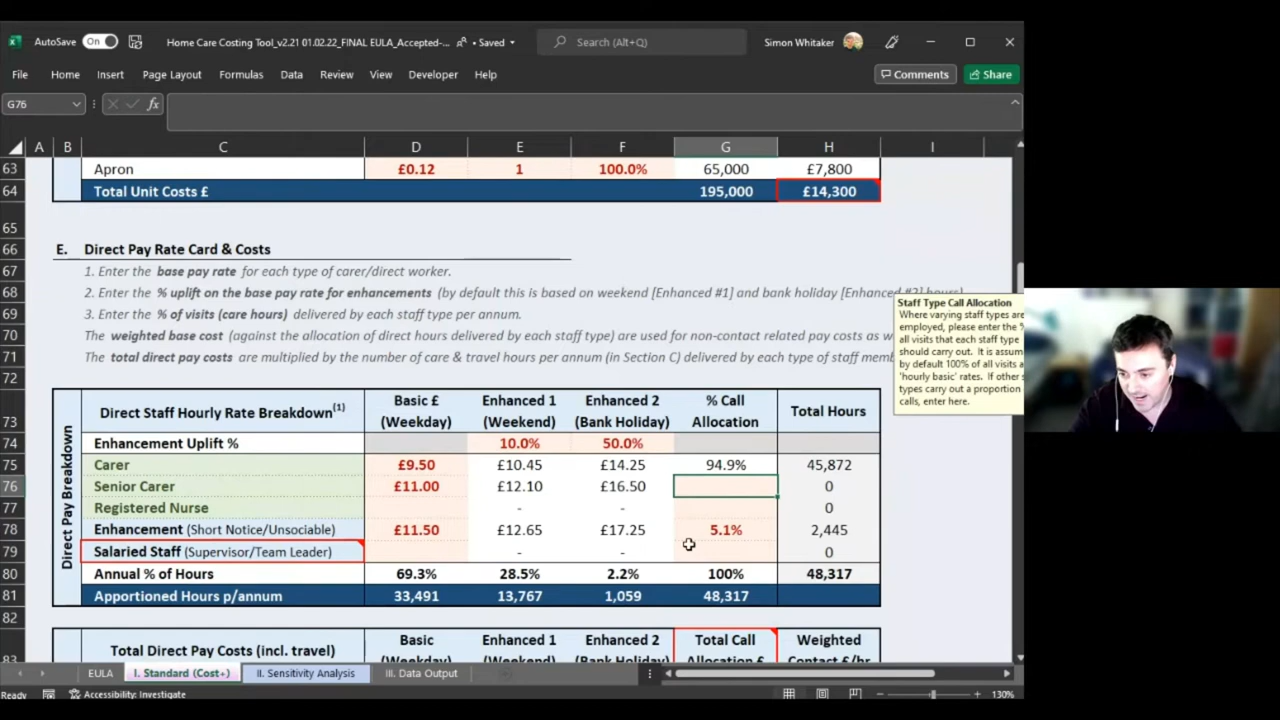 AutoSave On Home Care Costing Tool_v2.21 01.02.22_FINAL EULA_Accepted-... • Saved Search (Alt+Q) Simon Whitaker
File Home Insert Page Layout Formulas Data Review View Developer Help Comments Share
G76 fx
A B C D E F G H I
63 Apron £0.12 1 100.0% 65,000 £7,800
64 Total Unit Costs £ 195,000 £14,300
65
66 E. Direct Pay Rate Card & Costs
67 1. Enter the base pay rate for each type of carer/direct worker.
68 2. Enter the % uplift on the base pay rate for enhancements (by default this is based on weekend [Enhanced #1] and bank holiday [Enhanced #2] hours)
69 3. Enter the % of visits (care hours) delivered by each staff type per annum.
70 The weighted base cost (against the allocation of direct hours delivered by each staff type) are used for non-contact related pay costs as w
71 The total direct pay costs are multiplied by the number of care & travel hours per annum (in Section C) delivered by each type of staff mem
72
Staff Type Call Allocation
Where varying staff types are
employed, please enter the %
all visits that each staff type
should carry out. It is assum
by default 100% of all visits a
'hourly basic' rates. If other s
types carry out a proportion
calls, enter here.
73 Direct Staff Hourly Rate Breakdown(1) Basic £ (Weekday) Enhanced 1 (Weekend) Enhanced 2 (Bank Holiday) % Call Allocation Total Hours
Direct Pay Breakdown
74 Enhancement Uplift % 10.0% 50.0%
75 Carer £9.50 £10.45 £14.25 94.9% 45,872
76 Senior Carer £11.00 £12.10 £16.50 0
77 Registered Nurse - - 0
78 Enhancement (Short Notice/Unsociable) £11.50 £12.65 £17.25 5.1% 2,445
79 Salaried Staff (Supervisor/Team Leader) - - 0
80 Annual % of Hours 69.3% 28.5% 2.2% 100% 48,317
81 Apportioned Hours p/annum 33,491 13,767 1,059 48,317
82
83 Total Direct Pay Costs (incl. travel) Basic (Weekday) Enhanced 1 (Weekend) Enhanced 2 (Bank Holiday) Total Call Allocation £ Weighted Contact £/hr
EULA I. Standard (Cost+) II. Sensitivity Analysis III. Data Output
Ready Accessibility: Investigate 130%